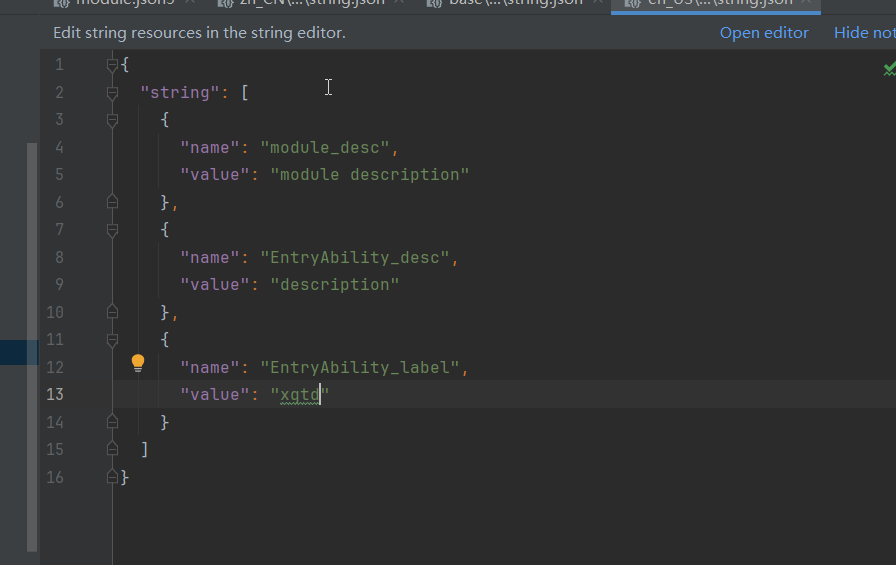 module.json5 zh_CN\...\string.json base\...\string.json en_US\...\string.json
Edit string resources in the string editor. Open editor Hide not
1 {
2 "string": [
3 {
4 "name": "module_desc",
5 "value": "module description"
6 },
7 {
8 "name": "EntryAbility_desc",
9 "value": "description"
10 },
11 {
12 "name": "EntryAbility_label",
13 "value": "xqtd"
14 }
15 ]
16 }